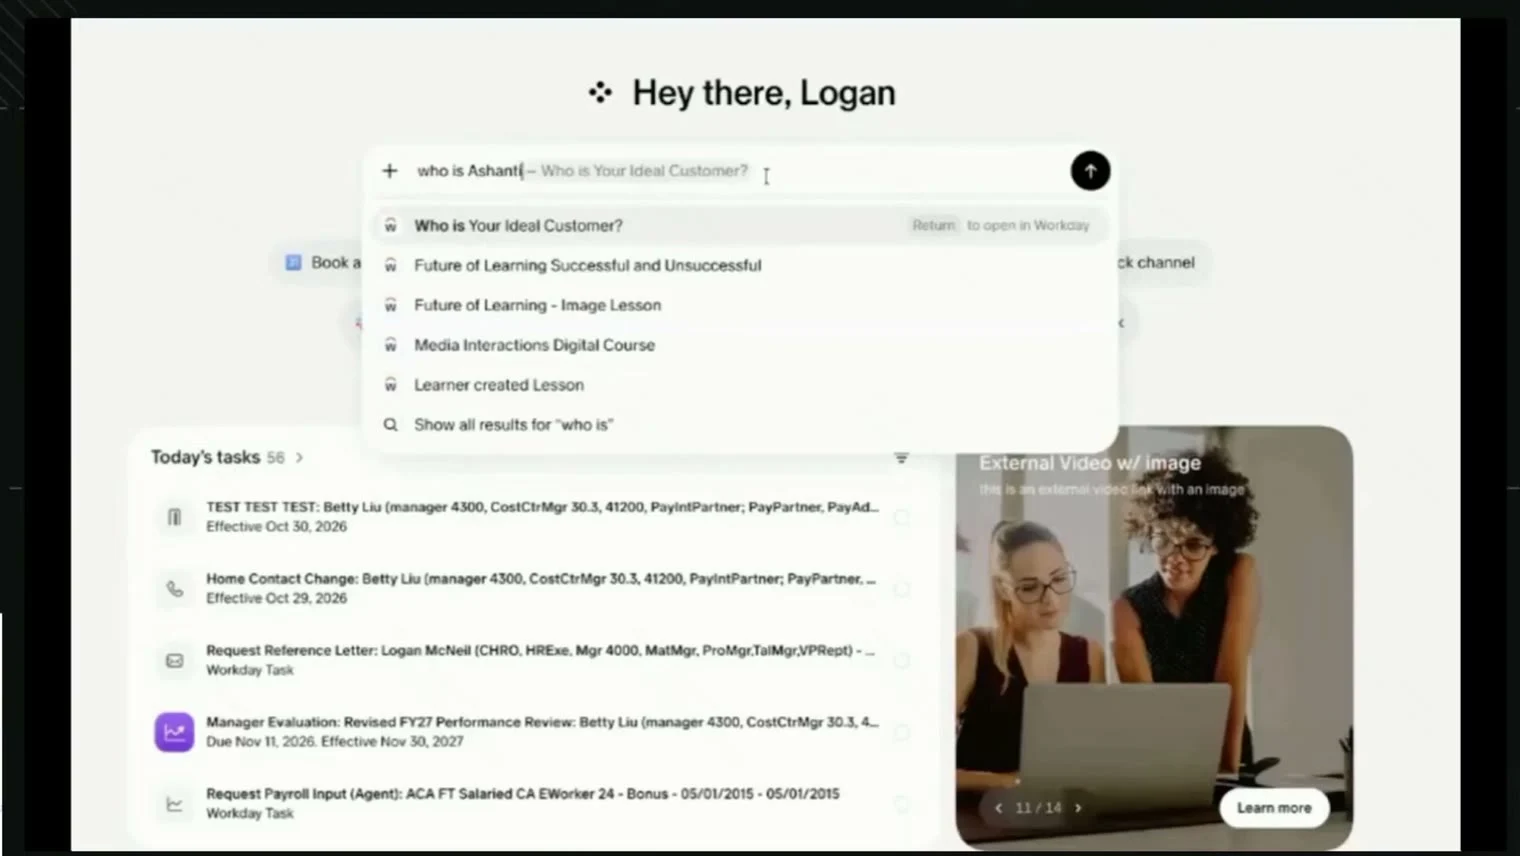 Hey there, Logan
who is Ashanti – Who is Your Ideal Customer?
Who is Your Ideal Customer? Return to open in Workday
Book a
ck channel
Future of Learning Successful and Unsuccessful
Future of Learning - Image Lesson
Media Interactions Digital Course
Learner created Lesson
Show all results for "who is"
Today's tasks 56
TEST TEST TEST: Betty Liu (manager 4300, CostCtrMgr 30.3, 41200, PayIntPartner; PayPartner, PayAd...
Effective Oct 30, 2026
Home Contact Change: Betty Liu (manager 4300, CostCtrMgr 30.3, 41200, PayIntPartner; PayPartner, ...
Effective Oct 29, 2026
Request Reference Letter: Logan McNeil (CHRO, HRExe, Mgr 4000, MatMgr, ProMgr,TalMgr,VPRept) - ...
Workday Task
Manager Evaluation: Revised FY27 Performance Review: Betty Liu (manager 4300, CostCtrMgr 30.3, 4...
Due Nov 11, 2026. Effective Nov 30, 2027
Request Payroll Input (Agent): ACA FT Salaried CA EWorker 24 - Bonus - 05/01/2015 - 05/01/2015
Workday Task
External Video w/ image
this is an external video link with an image
11 / 14
Learn more